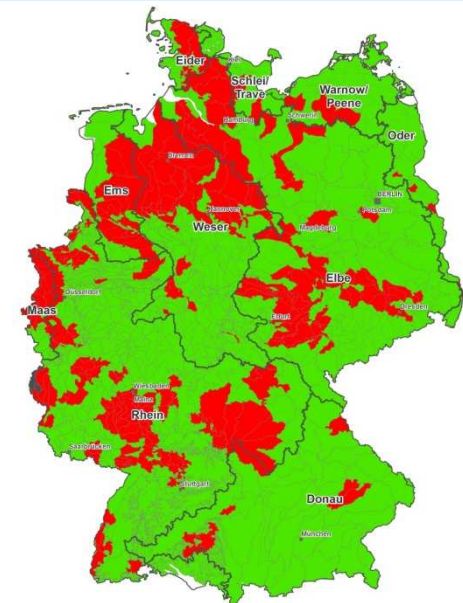 Kiel
Eider
Schlei/
Trave
Warnow/
Peene
Hamburg
Schwerin
Oder
Bremen
Ems
BERLIN
Hannover
Potsdam
Magdeburg
Weser
Elbe
Düsseldorf
Maas
Dresden
Erfurt
Wiesbaden
Mainz
Rhein
Saarbrücken
Stuttgart
Donau
München